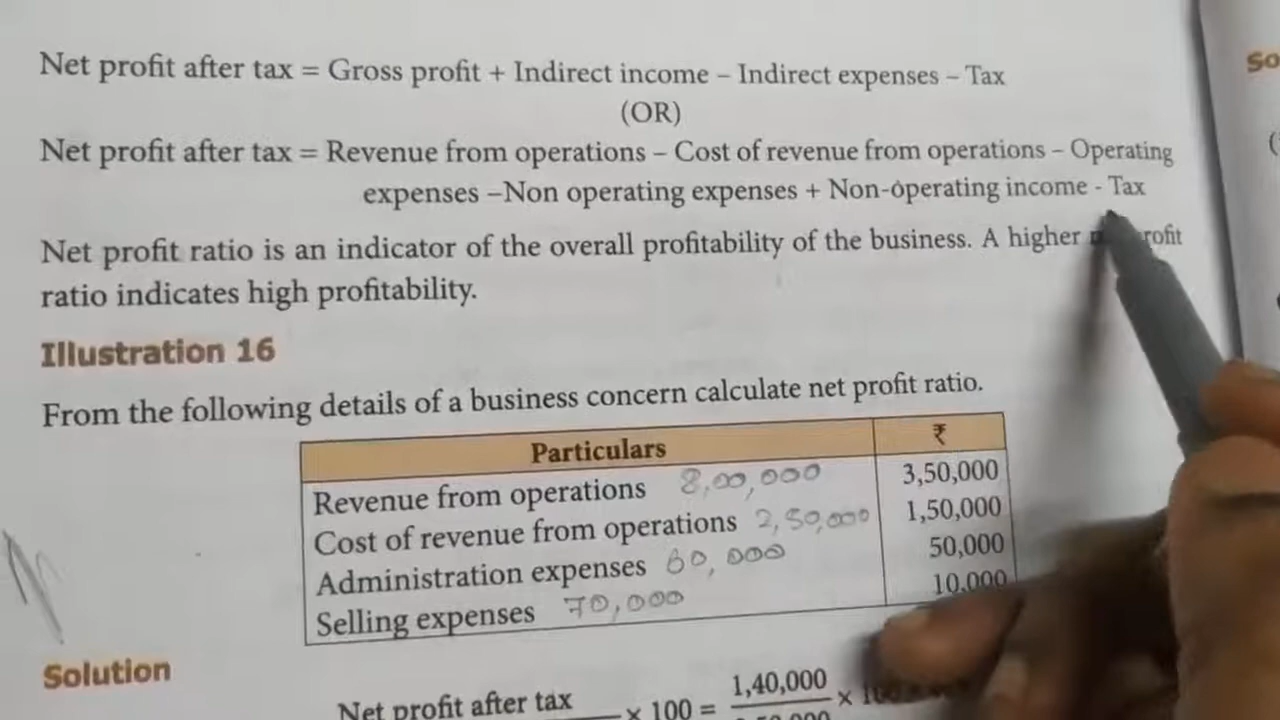 Net profit after tax = Gross profit + Indirect income – Indirect expenses – Tax
(OR)
Net profit after tax = Revenue from operations – Cost of revenue from operations – Operating
expenses –Non operating expenses + Non-operating income - Tax
Net profit ratio is an indicator of the overall profitability of the business. A higher
ratio indicates high profitability.
Illustration 16
From the following details of a business concern calculate net profit ratio.
Particulars ₹
Revenue from operations 8,00,000 3,50,000
Cost of revenue from operations 2,50,000 1,50,000
Administration expenses 60,000 50,000
Selling expenses 70,000 10,000
Solution
Net profit after tax × 100 = 1,40,000 ×
So
(